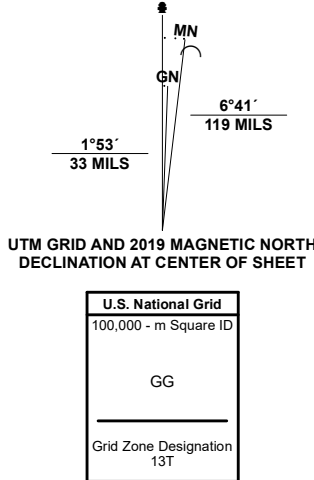 MN
GN
6°41´
119 MILS
1°53´
33 MILS
UTM GRID AND 2019 MAGNETIC NORTH
DECLINATION AT CENTER OF SHEET
U.S. National Grid
100,000 - m Square ID
GG
Grid Zone Designation
13T